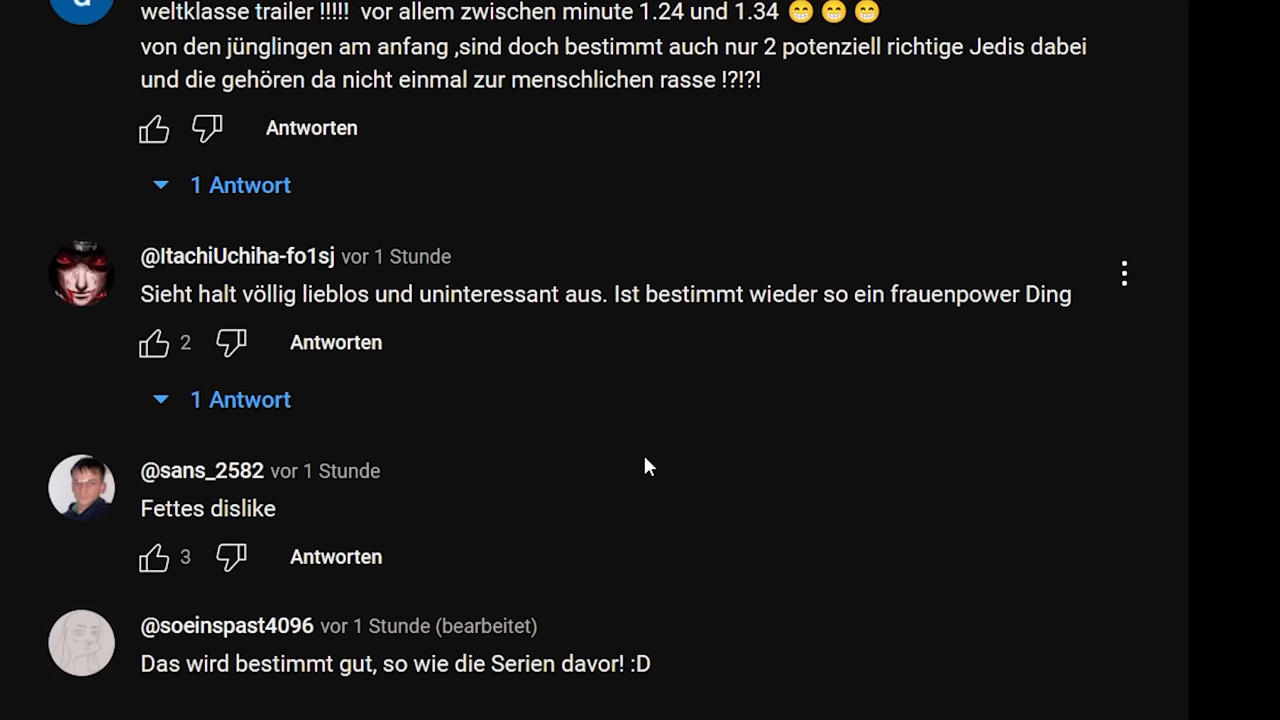 weltklasse trailer !!!!!  vor allem zwischen minute 1.24 und 1.34 😁 😁 😁
von den jünglingen am anfang ,sind doch bestimmt auch nur 2 potenziell richtige Jedis dabei
und die gehören da nicht einmal zur menschlichen rasse !?!?!
Antworten
1 Antwort
@ItachiUchiha-fo1sj vor 1 Stunde
Sieht halt völlig lieblos und uninteressant aus. Ist bestimmt wieder so ein frauenpower Ding
2 Antworten
1 Antwort
@sans_2582 vor 1 Stunde
Fettes dislike
3 Antworten
@soeinspast4096 vor 1 Stunde (bearbeitet)
Das wird bestimmt gut, so wie die Serien davor! :D